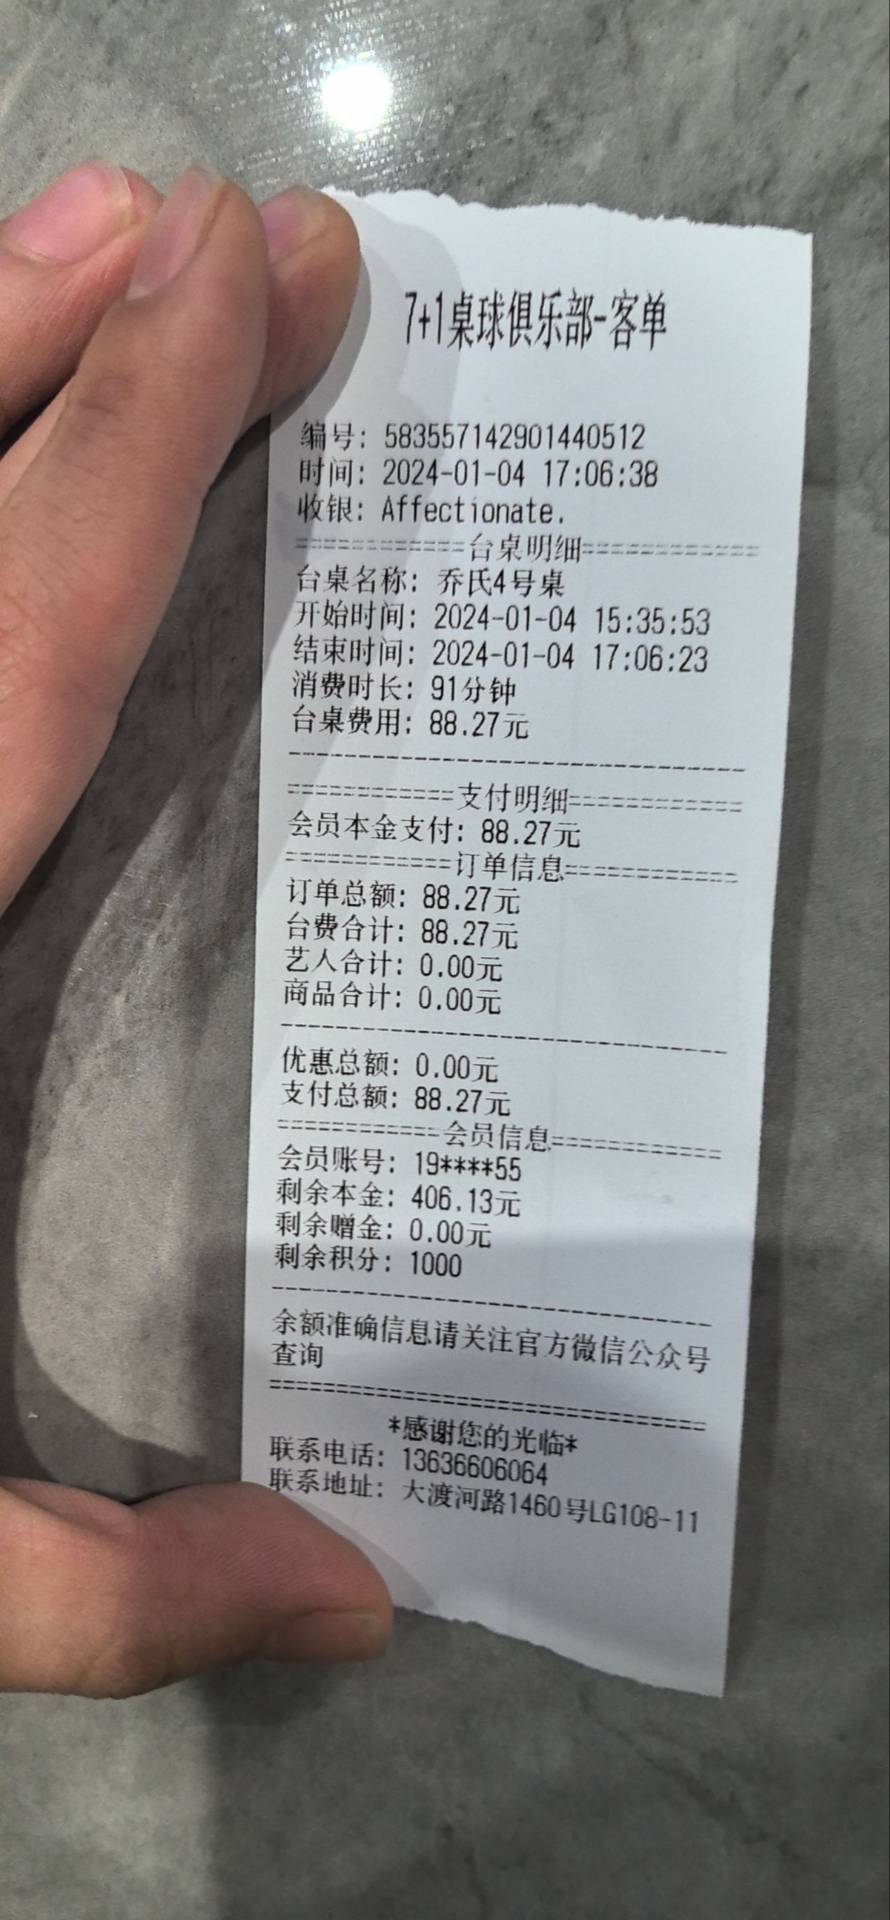 7+1桌球俱乐部-客单
编号: 583557142901440512
时间: 2024-01-04 17:06:38
收银: Affectionate.
============台桌明细=============
台桌名称: 乔氏4号桌
开始时间: 2024-01-04 15:35:53
结束时间: 2024-01-04 17:06:23
消费时长: 91分钟
台桌费用: 88.27元
--------------------------------
============支付明细=============
会员本金支付: 88.27元
============订单信息=============
订单总额: 88.27元
台费合计: 88.27元
艺人合计: 0.00元
商品合计: 0.00元
--------------------------------
优惠总额: 0.00元
支付总额: 88.27元
============会员信息=============
会员账号: 19****55
剩余本金: 406.13元
剩余赠金: 0.00元
剩余积分: 1000
--------------------------------
余额准确信息请关注官方微信公众号
查询
================================
*感谢您的光临*
联系电话: 13636606064
联系地址: 大渡河路1460号LG108-11